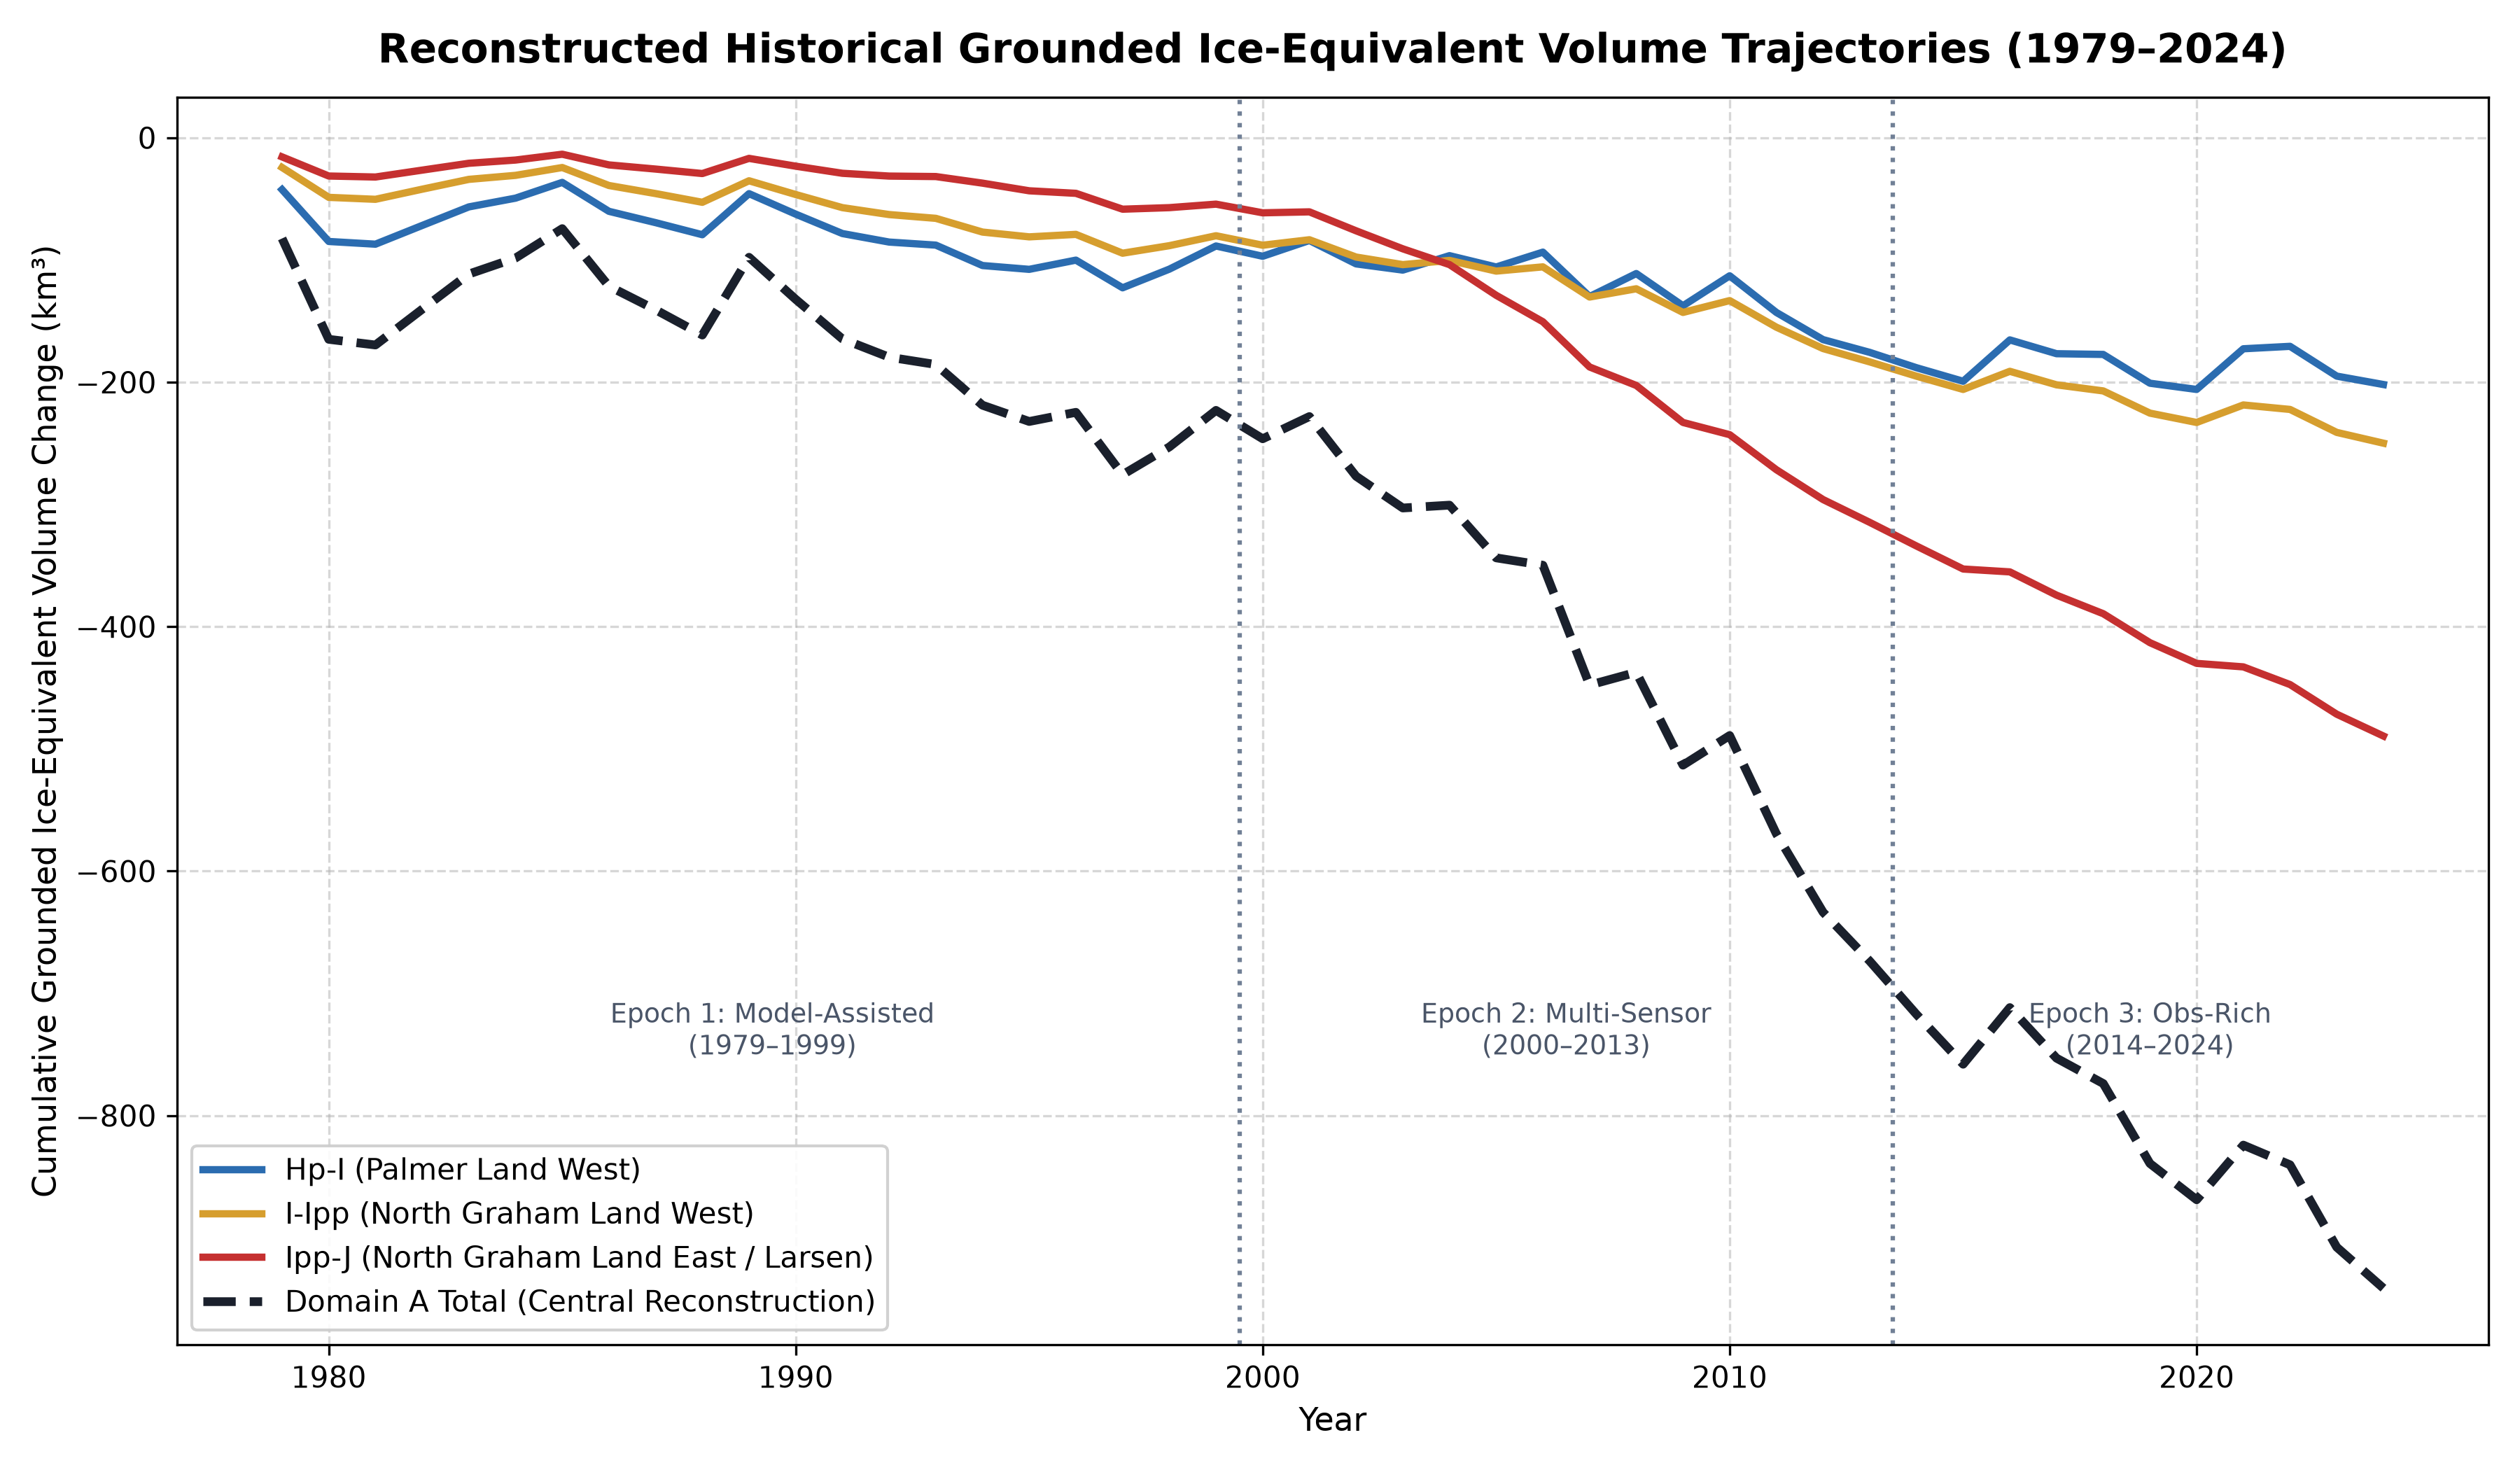 Reconstructed Historical Grounded Ice-Equivalent Volume Trajectories (1979–2024)
Cumulative Grounded Ice-Equivalent Volume Change (km³)
0
−200
−400
−600
−800
Epoch 1: Model-Assisted
(1979–1999)
Epoch 2: Multi-Sensor
(2000–2013)
Epoch 3: Obs-Rich
(2014–2024)
Hp-I (Palmer Land West)
I-Ipp (North Graham Land West)
Ipp-J (North Graham Land East / Larsen)
Domain A Total (Central Reconstruction)
1980
1990
2000
2010
2020
Year